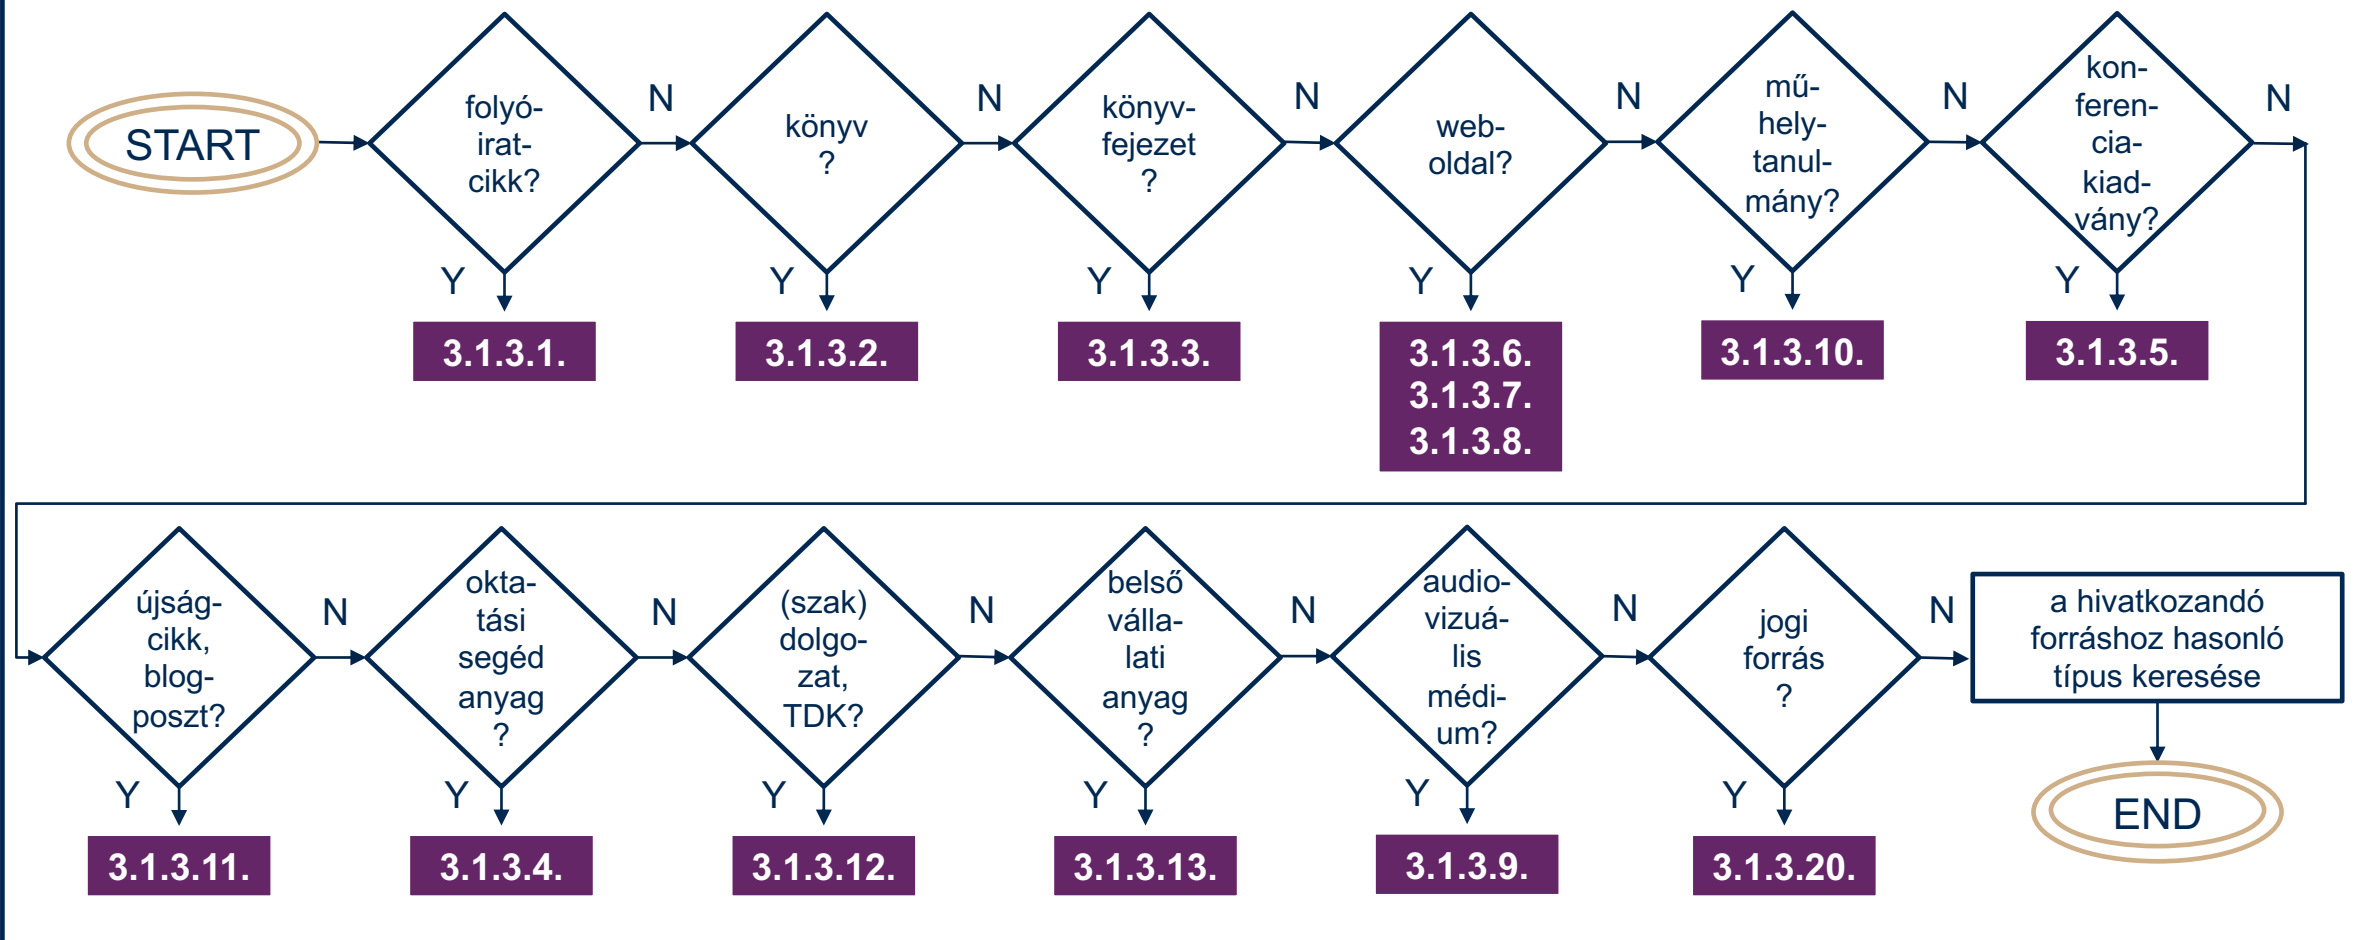 START
folyó-
irat-
cikk?
N
Y
3.1.3.1.
könyv
?
N
Y
3.1.3.2.
könyv-
fejezet
?
N
Y
3.1.3.3.
web-
oldal?
N
Y
3.1.3.6.
3.1.3.7.
3.1.3.8.
mű-
hely-
tanul-
mány?
N
Y
3.1.3.10.
kon-
feren-
cia-
kiad-
vány?
N
Y
3.1.3.5.
újság-
cikk,
blog-
poszt?
N
Y
3.1.3.11.
okta-
tási
segéd
anyag
?
N
Y
3.1.3.4.
(szak)
dolgo-
zat,
TDK?
N
Y
3.1.3.12.
belső
válla-
lati
anyag
?
N
Y
3.1.3.13.
audio-
vizuá-
lis
médi-
um?
N
Y
3.1.3.9.
jogi
forrás
?
N
Y
3.1.3.20.
a hivatkozandó
forráshoz hasonló
típus keresése
END